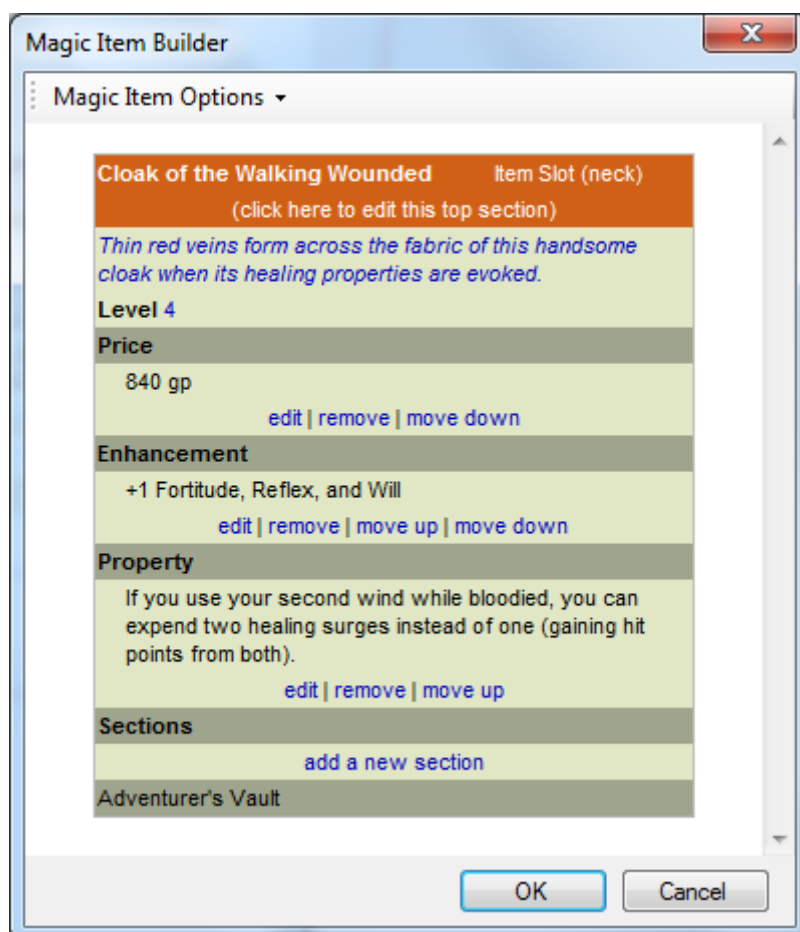 Magic Item Builder
Magic Item Options
Cloak of the Walking Wounded Item Slot (neck)
(click here to edit this top section)
Thin red veins form across the fabric of this handsome
cloak when its healing properties are evoked.
Level 4
Price
840 gp
edit | remove | move down
Enhancement
+1 Fortitude, Reflex, and Will
edit | remove | move up | move down
Property
If you use your second wind while bloodied, you can
expend two healing surges instead of one (gaining hit
points from both).
edit | remove | move up
Sections
add a new section
Adventurer's Vault
OK Cancel